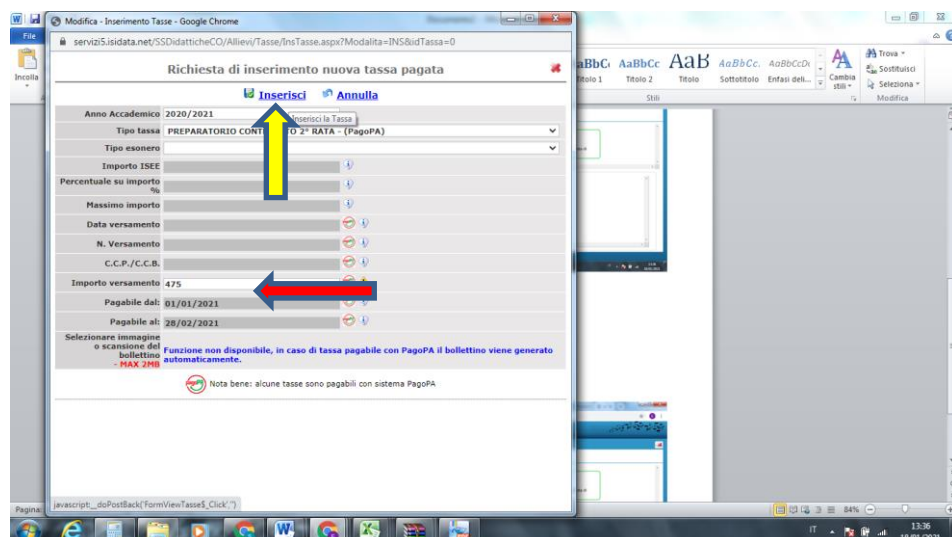 Modifica - Inserimento Tasse - Google Chrome
servizi5.isidata.net/SSDidatticheCO/Allievi/Tasse/InsTasse.aspx?Modalita=INS&idTassa=0
Richiesta di inserimento nuova tassa pagata
Inserisci Annulla
Anno Accademico 2020/2021
Inserisci la Tassa
Tipo tassa PREPARATORIO 2° RATA - (PagoPA)
Tipo esonero
Importo ISEE
Percentuale su importo
%
Massimo importo
Data versamento
N. Versamento
C.C.P./C.C.B.
Importo versamento 475
Pagabile dal: 01/01/2021
Pagabile al: 28/02/2021
Selezionare immagine
o scansione del
bollettino
- MAX 2MB
Funzione non disponibile, in caso di tassa pagabile con PagoPA il bollettino viene generato
automaticamente.
Nota bene: alcune tasse sono pagabili con sistema PagoPA
javascript:__doPostBack('FormViewTasse$_Click','')
File
Incolla
AaBbCc AaB AaBbCc. AaBbCcDı
Titolo 1 Titolo 2 Titolo Sottotitolo Enfasi deli...
Cambia
stili
Stili
Trova
Sostituisci
Seleziona
Modifica
Pagina:
84%
IT
13:36